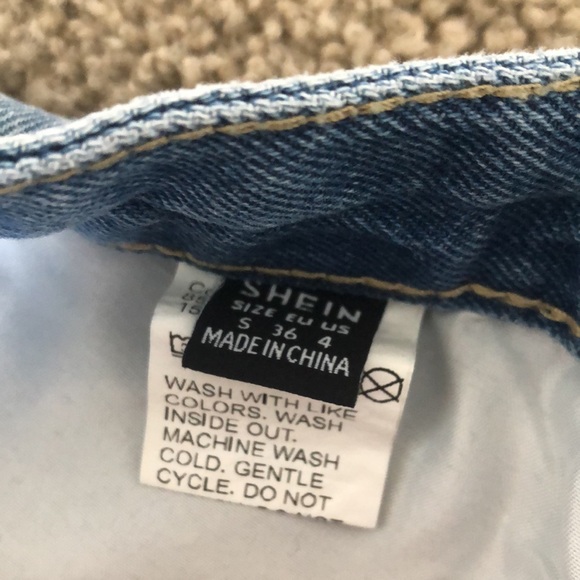 SHEIN
SIZE EU US
S 36 4
MADE IN CHINA
WASH WITH LIKE
COLORS. WASH
INSIDE OUT.
MACHINE WASH
COLD. GENTLE
CYCLE. DO NOT